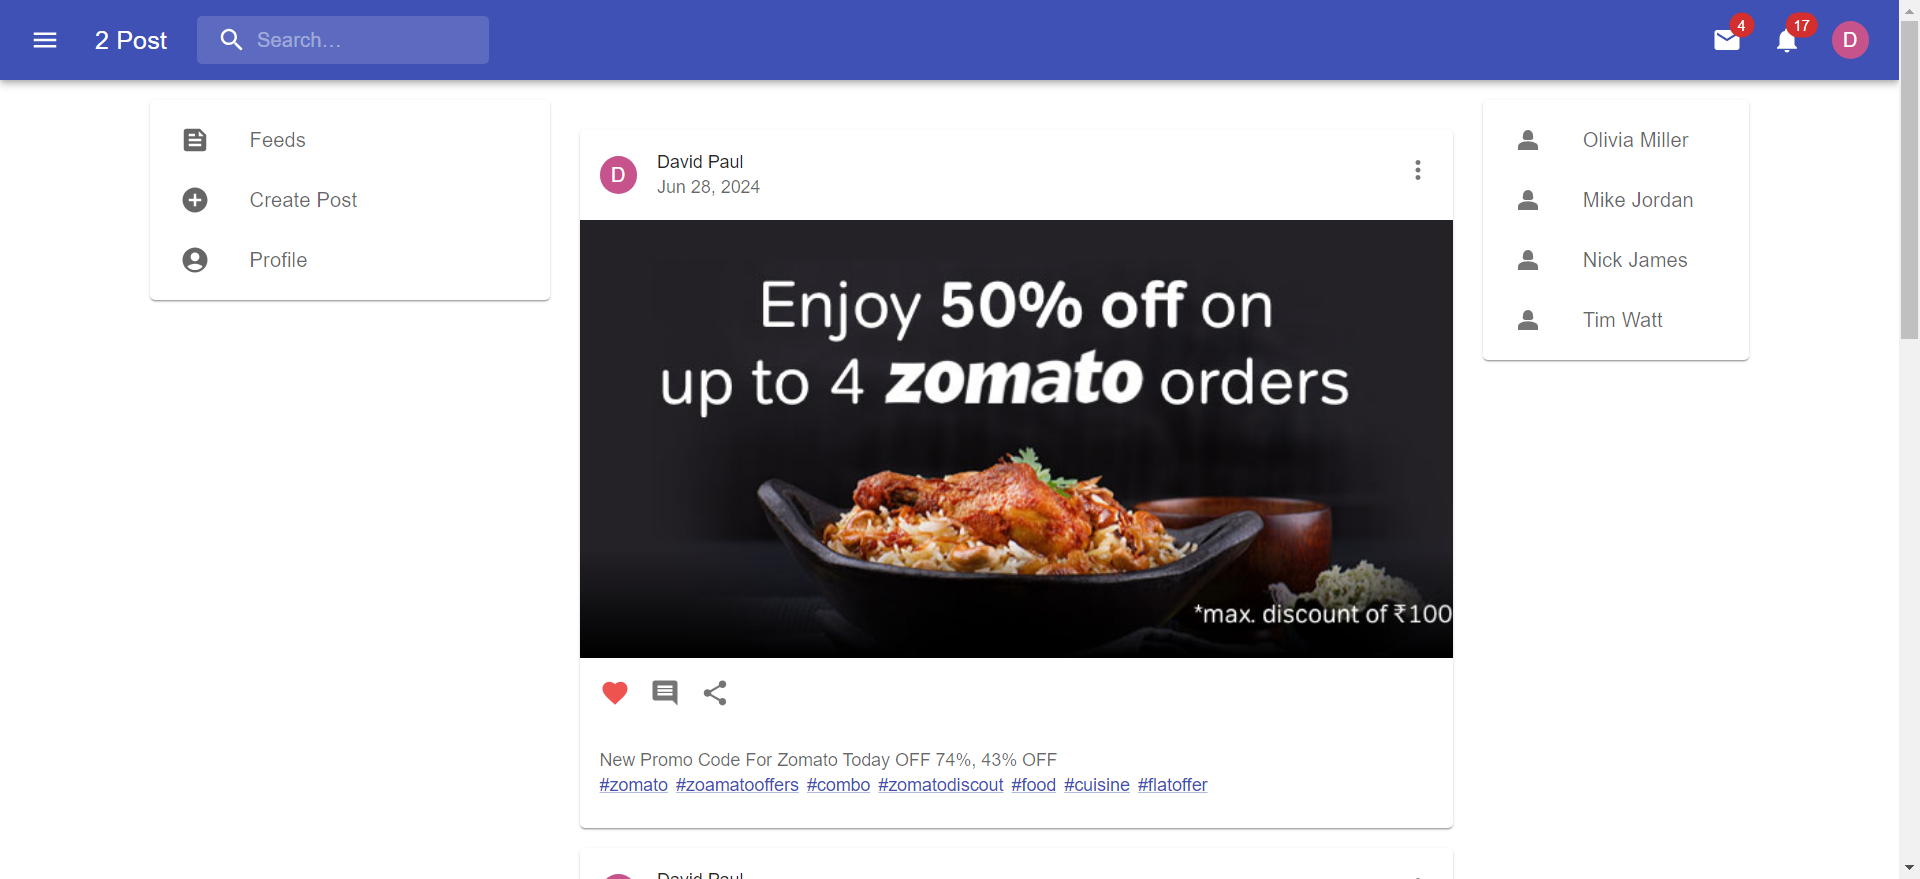 2 Post
Search...
4
17
D
Feeds
Create Post
Profile
D
David Paul
Jun 28, 2024
Enjoy 50% off on
up to 4 zomato orders
*max. discount of ₹100
New Promo Code For Zomato Today OFF 74%, 43% OFF
#zomato #zoamatooffers #combo #zomatodiscout #food #cuisine #flatoffer
David Paul
Olivia Miller
Mike Jordan
Nick James
Tim Watt